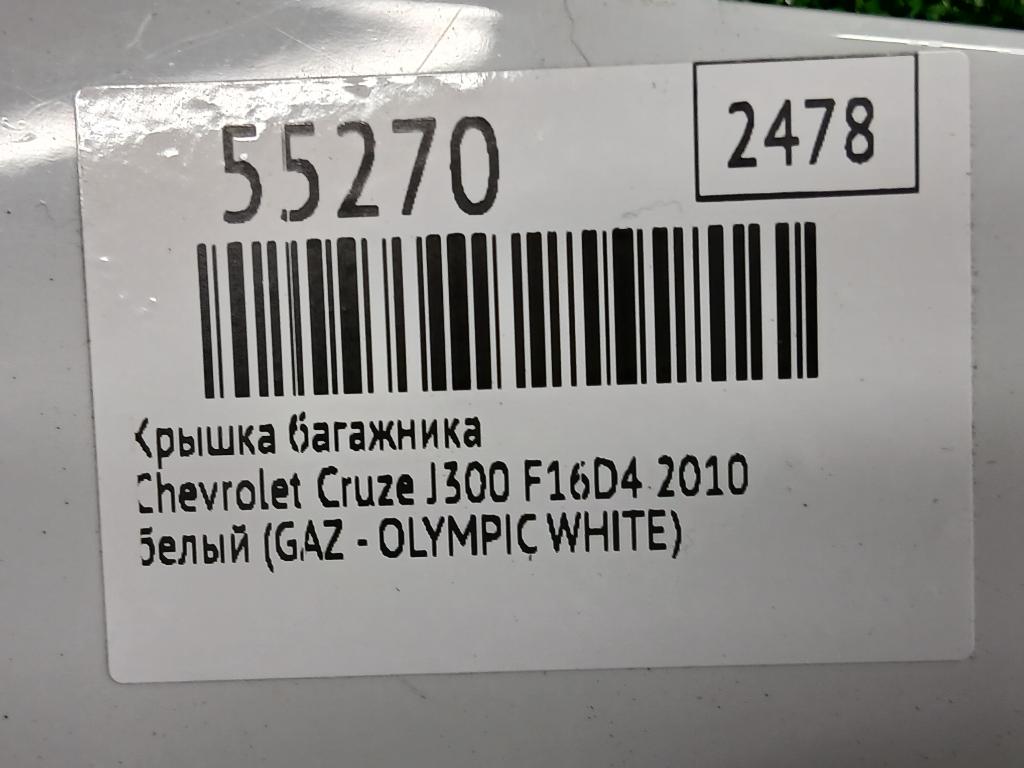 55270
2478
Крышка багажника
Chevrolet Cruze J300 F16D4 2010
белый (GAZ - OLYMPIC WHITE)